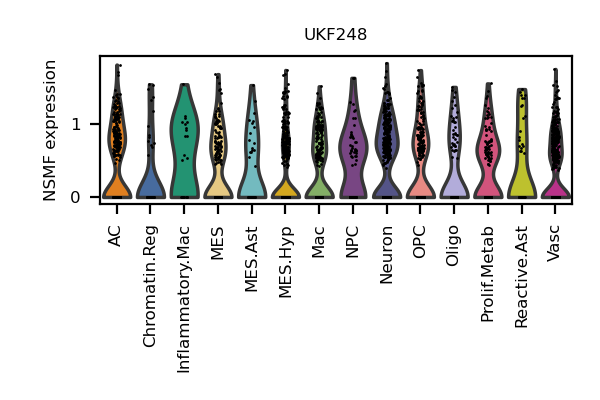 UKF248
NSMF expression
1
0
AC
Chromatin.Reg
Inflammatory.Mac
MES
MES.Ast
MES.Hyp
Mac
NPC
Neuron
OPC
Oligo
Prolif.Metab
Reactive.Ast
Vasc